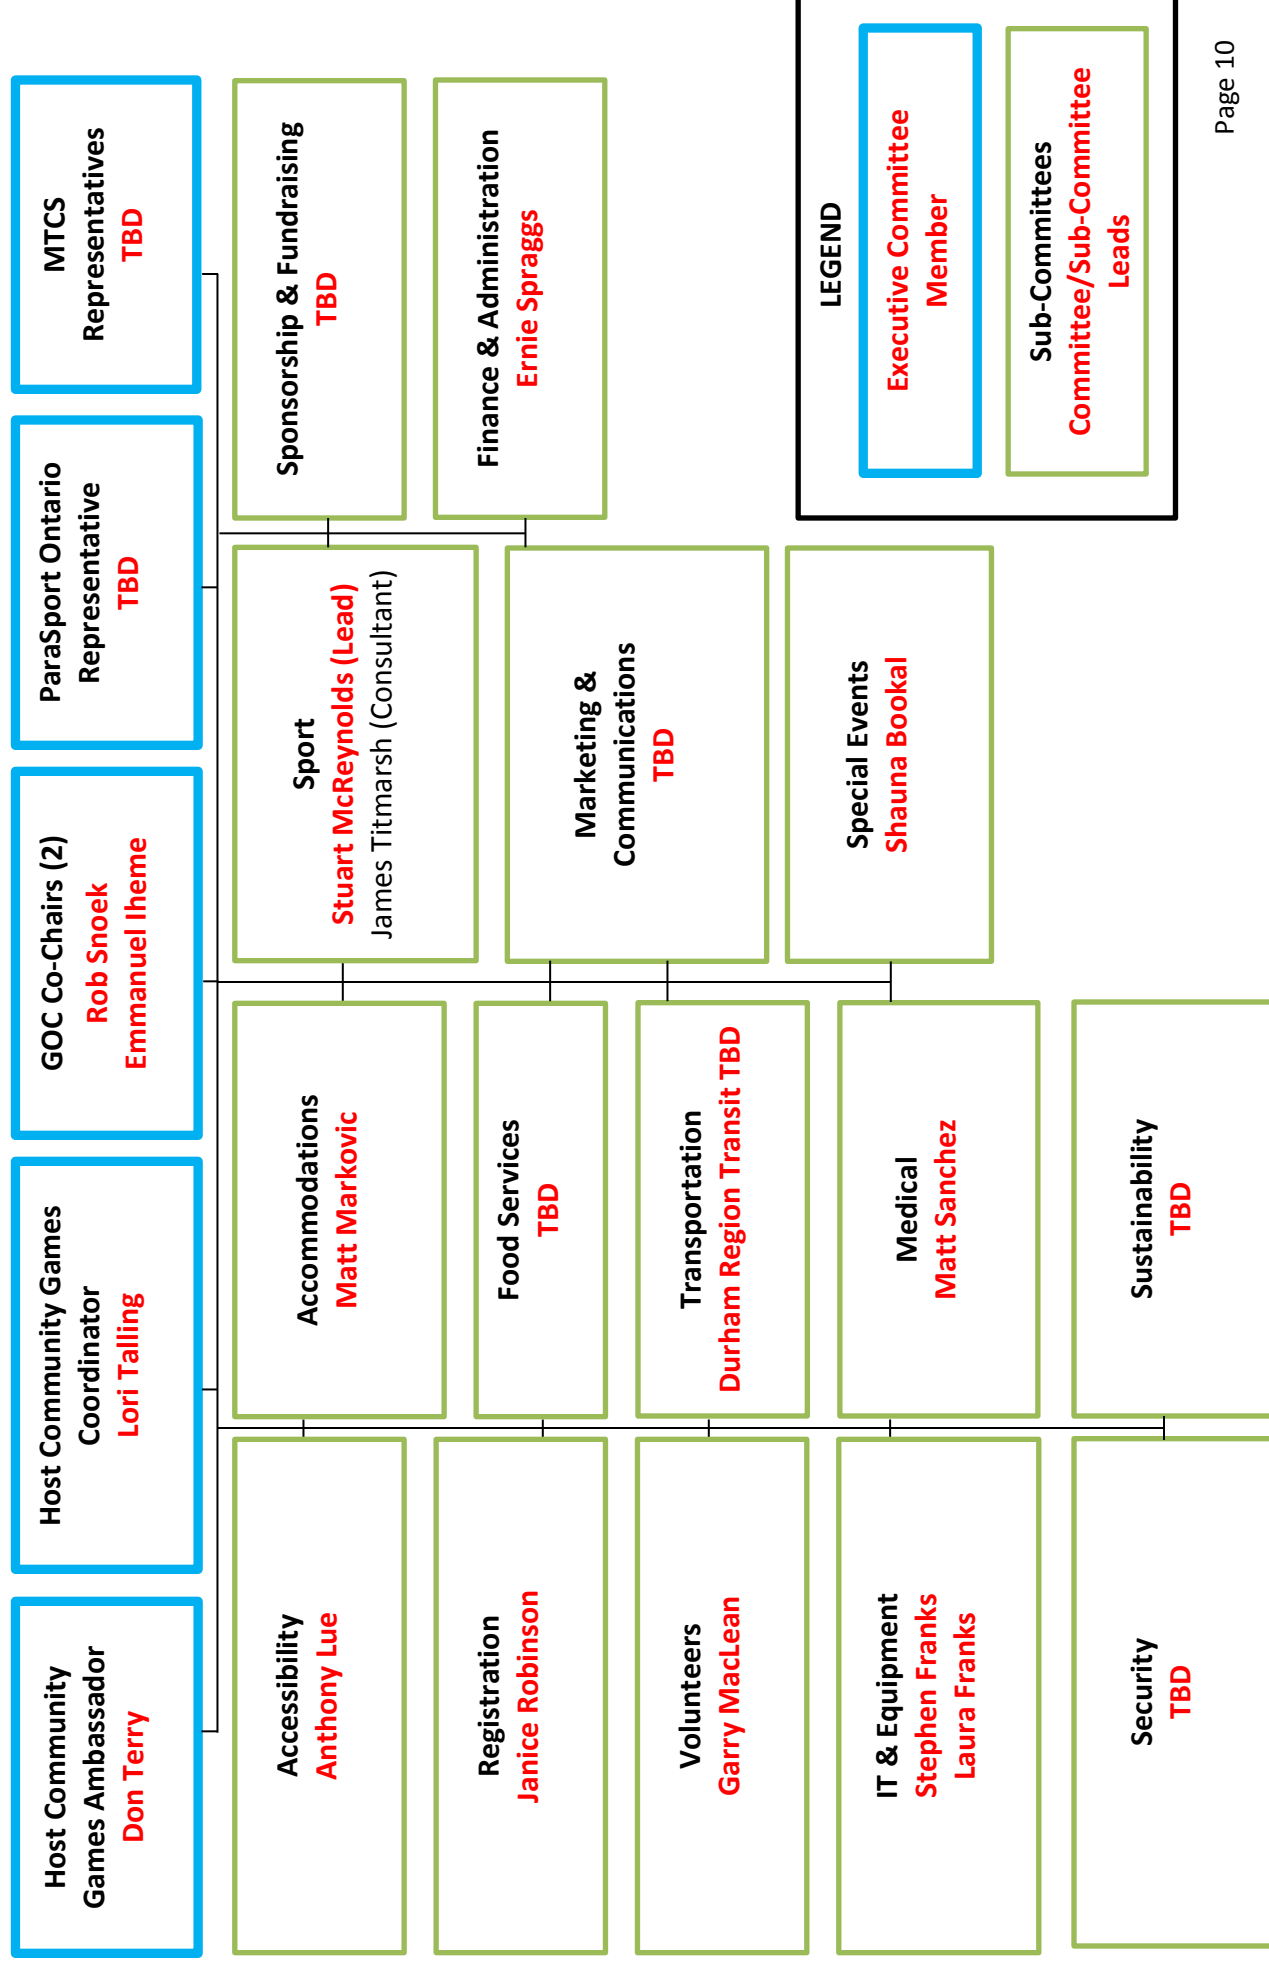 Host Community
Games Ambassador
Don Terry
Host Community Games
Coordinator
Lori Talling
GOC Co-Chairs (2)
Rob Snoek
Emmanuel Iheme
ParaSport Ontario
Representative
TBD
MTCS
Representatives
TBD
Accessibility
Anthony Lue
Registration
Janice Robinson
Volunteers
Garry MacLean
IT & Equipment
Stephen Franks
Laura Franks
Security
TBD
Accommodations
Matt Markovic
Food Services
TBD
Transportation
Durham Region Transit TBD
Medical
Matt Sanchez
Sustainability
TBD
Sport
Stuart McReynolds (Lead)
James Titmarsh (Consultant)
Marketing &
Communications
TBD
Special Events
Shauna Bookal
Sponsorship & Fundraising
TBD
Finance & Administration
Ernie Spraggs
LEGEND
Executive Committee
Member
Sub-Committees
Committee/Sub-Committee
Leads
Page 10